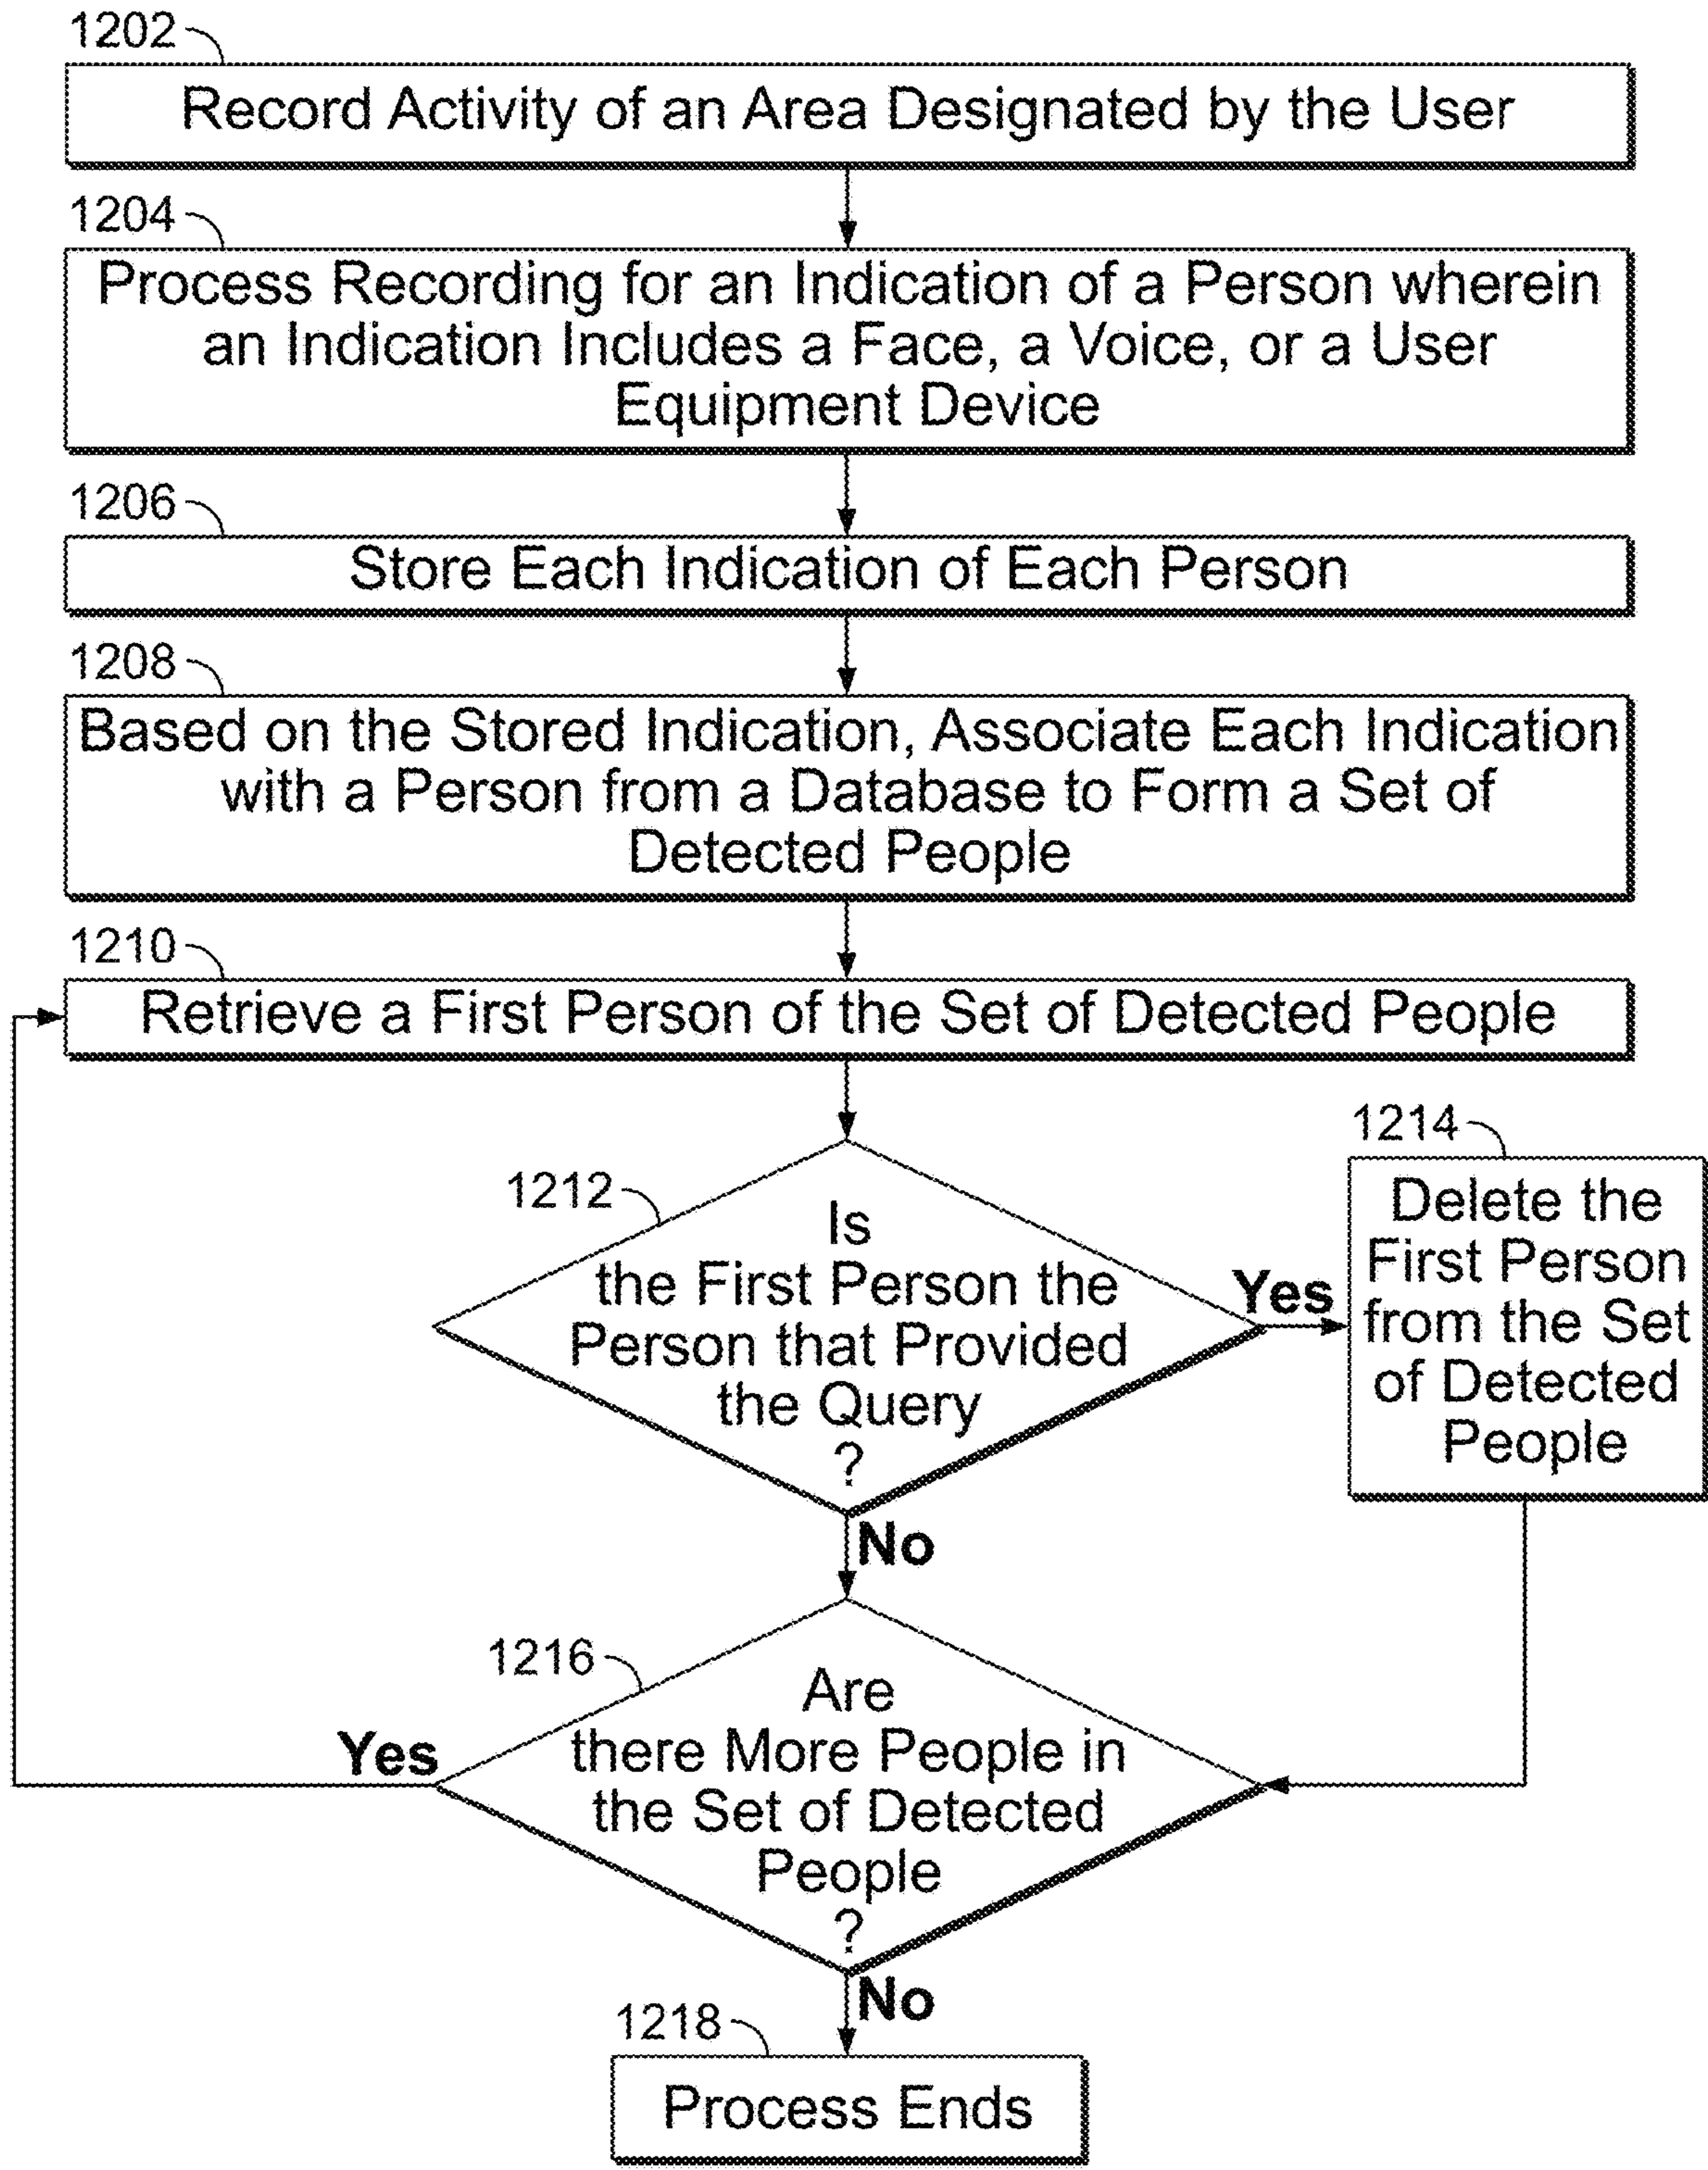 1202
Record Activity of an Area Designated by the User
1204
Process Recording for an Indication of a Person wherein
an Indication Includes a Face, a Voice, or a User
Equipment Device
1206
Store Each Indication of Each Person
1208
Based on the Stored Indication, Associate Each Indication
with a Person from a Database to Form a Set of
Detected People
1210
Retrieve a First Person of the Set of Detected People
1212
Is
the First Person the
Person that Provided
the Query
?
Yes
1214
Delete the
First Person
from the Set
of Detected
People
No
1216
Are
there More People in
the Set of Detected
People
?
Yes
No
1218
Process Ends